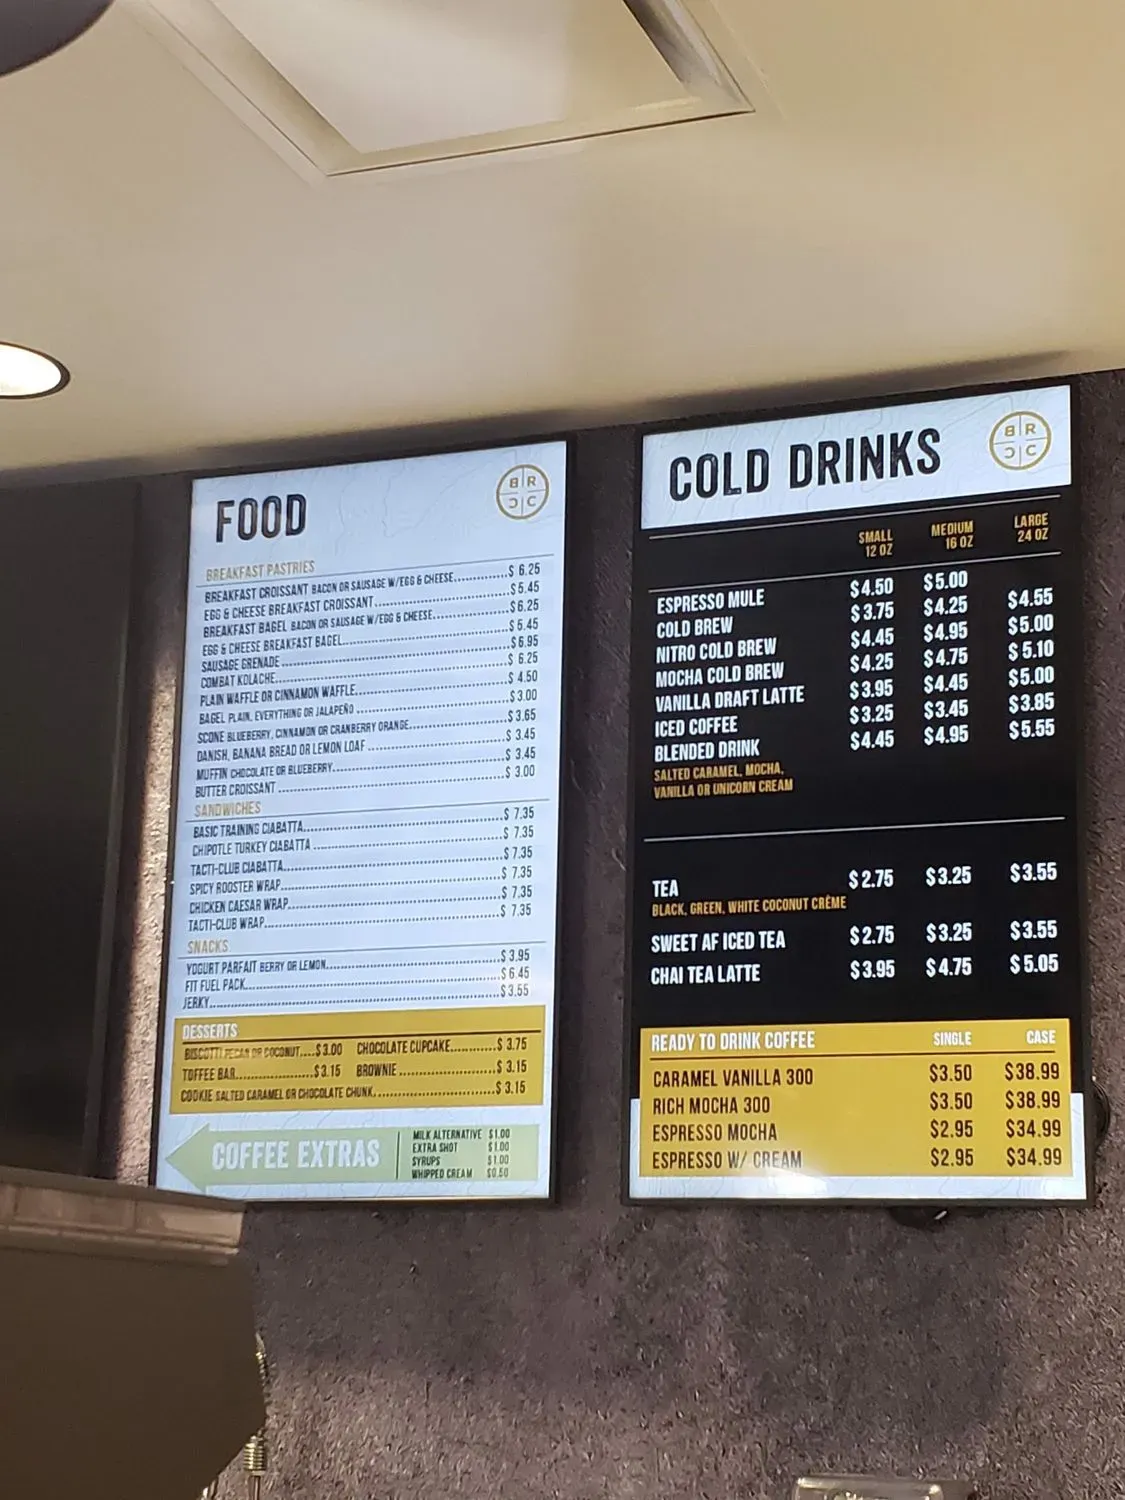 FOOD
B R
C C
BREAKFAST PASTRIES
BREAKFAST CROISSANT BACON OR SAUSAGE W/EGG & CHEESE $ 6.25
EGG & CHEESE BREAKFAST CROISSANT $ 5.45
BREAKFAST BAGEL BACON OR SAUSAGE W/EGG & CHEESE $ 6.25
EGG & CHEESE BREAKFAST BAGEL $ 5.45
SAUSAGE GRENADE $ 6.95
COMBAT KOLACHE $ 6.25
PLAIN WAFFLE OR CINNAMON WAFFLE $ 4.50
BAGEL PLAIN, EVERYTHING OR JALAPEÑO $ 3.00
SCONE BLUEBERRY, CINNAMON OR CRANBERRY ORANGE $ 3.65
DANISH, BANANA BREAD OR LEMON LOAF $ 3.45
MUFFIN CHOCOLATE OR BLUEBERRY $ 3.45
BUTTER CROISSANT $ 3.00
SANDWICHES
BASIC TRAINING CIABATTA $ 7.35
CHIPOTLE TURKEY CIABATTA $ 7.35
TACTI-CLUB CIABATTA $ 7.35
SPICY ROOSTER WRAP $ 7.35
CHICKEN CAESAR WRAP $ 7.35
TACTI-CLUB WRAP $ 7.35
SNACKS
YOGURT PARFAIT BERRY OR LEMON $ 3.95
FIT FUEL PACK $ 6.45
JERKY $ 3.55
DESSERTS
BISCOTTI PECAN OR COCONUT $ 3.00 CHOCOLATE CUPCAKE $ 3.75
TOFFEE BAR $ 3.15 BROWNIE $ 3.15
COOKIE SALTED CARAMEL OR CHOCOLATE CHUNK $ 3.15
COFFEE EXTRAS
MILK ALTERNATIVE $1.00
EXTRA SHOT $1.00
SYRUPS $1.00
WHIPPED CREAM $0.50
COLD DRINKS
B R
C C
SMALL MEDIUM LARGE
12 OZ 16 OZ 24 OZ
ESPRESSO MULE $4.50 $5.00
COLD BREW $3.75 $4.25 $4.55
NITRO COLD BREW $4.45 $4.95 $5.00
MOCHA COLD BREW $4.25 $4.75 $5.10
VANILLA DRAFT LATTE $3.95 $4.45 $5.00
ICED COFFEE $3.25 $3.45 $3.85
BLENDED DRINK $4.45 $4.95 $5.55
SALTED CARAMEL, MOCHA,
VANILLA OR UNICORN CREAM
TEA $2.75 $3.25 $3.55
BLACK, GREEN, WHITE COCONUT CRÈME
SWEET AF ICED TEA $2.75 $3.25 $3.55
CHAI TEA LATTE $3.95 $4.75 $5.05
READY TO DRINK COFFEE SINGLE CASE
CARAMEL VANILLA 300 $3.50 $38.99
RICH MOCHA 300 $3.50 $38.99
ESPRESSO MOCHA $2.95 $34.99
ESPRESSO W/ CREAM $2.95 $34.99